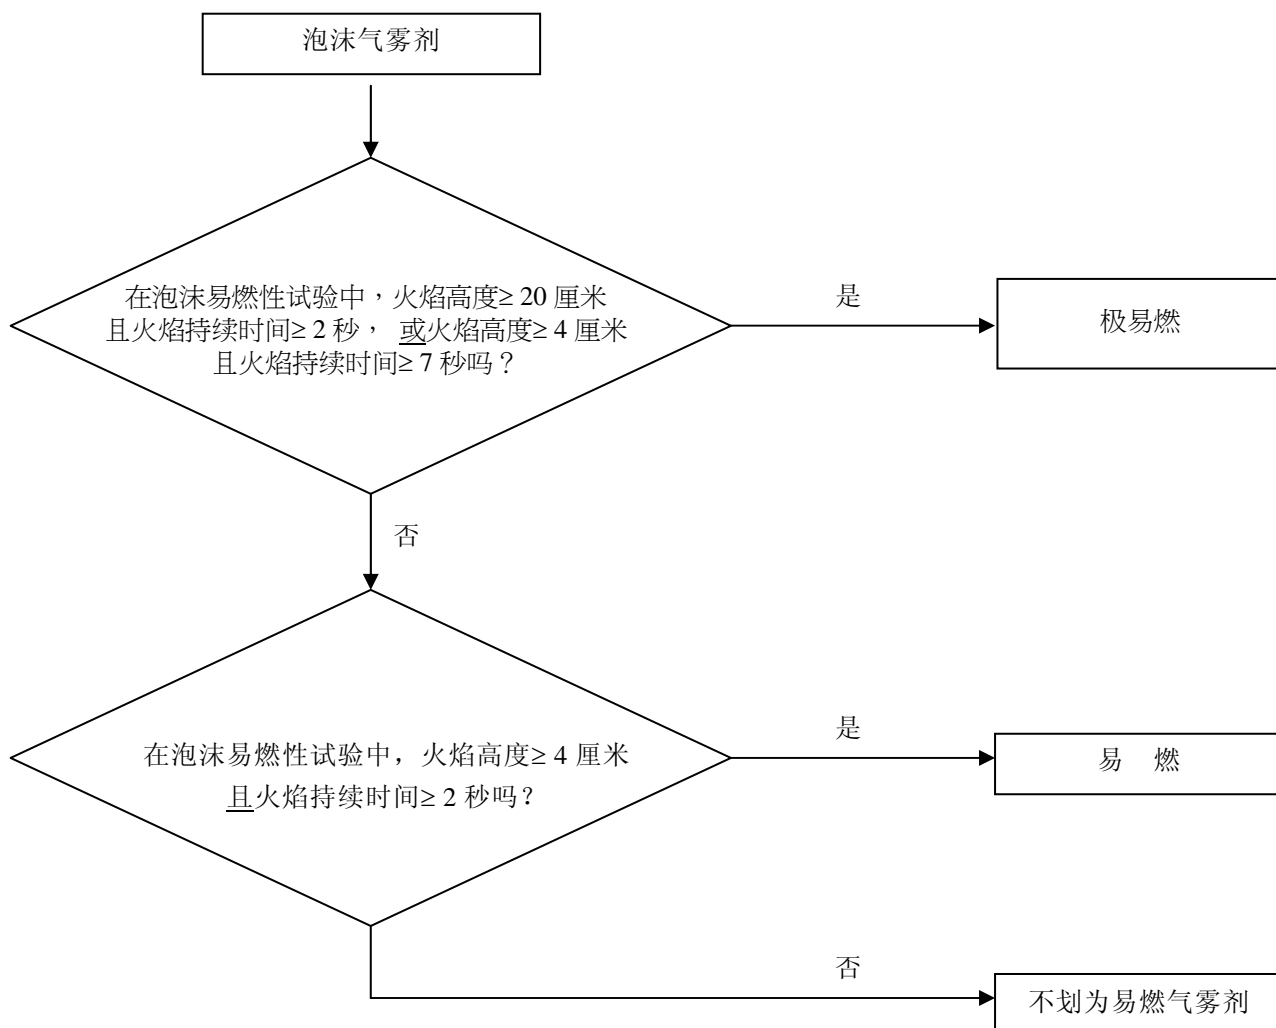 泡沫气雾剂
在泡沫易燃性试验中，火焰高度≥ 20 厘米
且火焰持续时间≥ 2 秒， 或火焰高度≥ 4 厘米
且火焰持续时间≥ 7 秒吗？
是
极易燃
否
在泡沫易燃性试验中，火焰高度≥ 4 厘米
且火焰持续时间≥ 2 秒吗？
是
易 燃
否
不划为易燃气雾剂